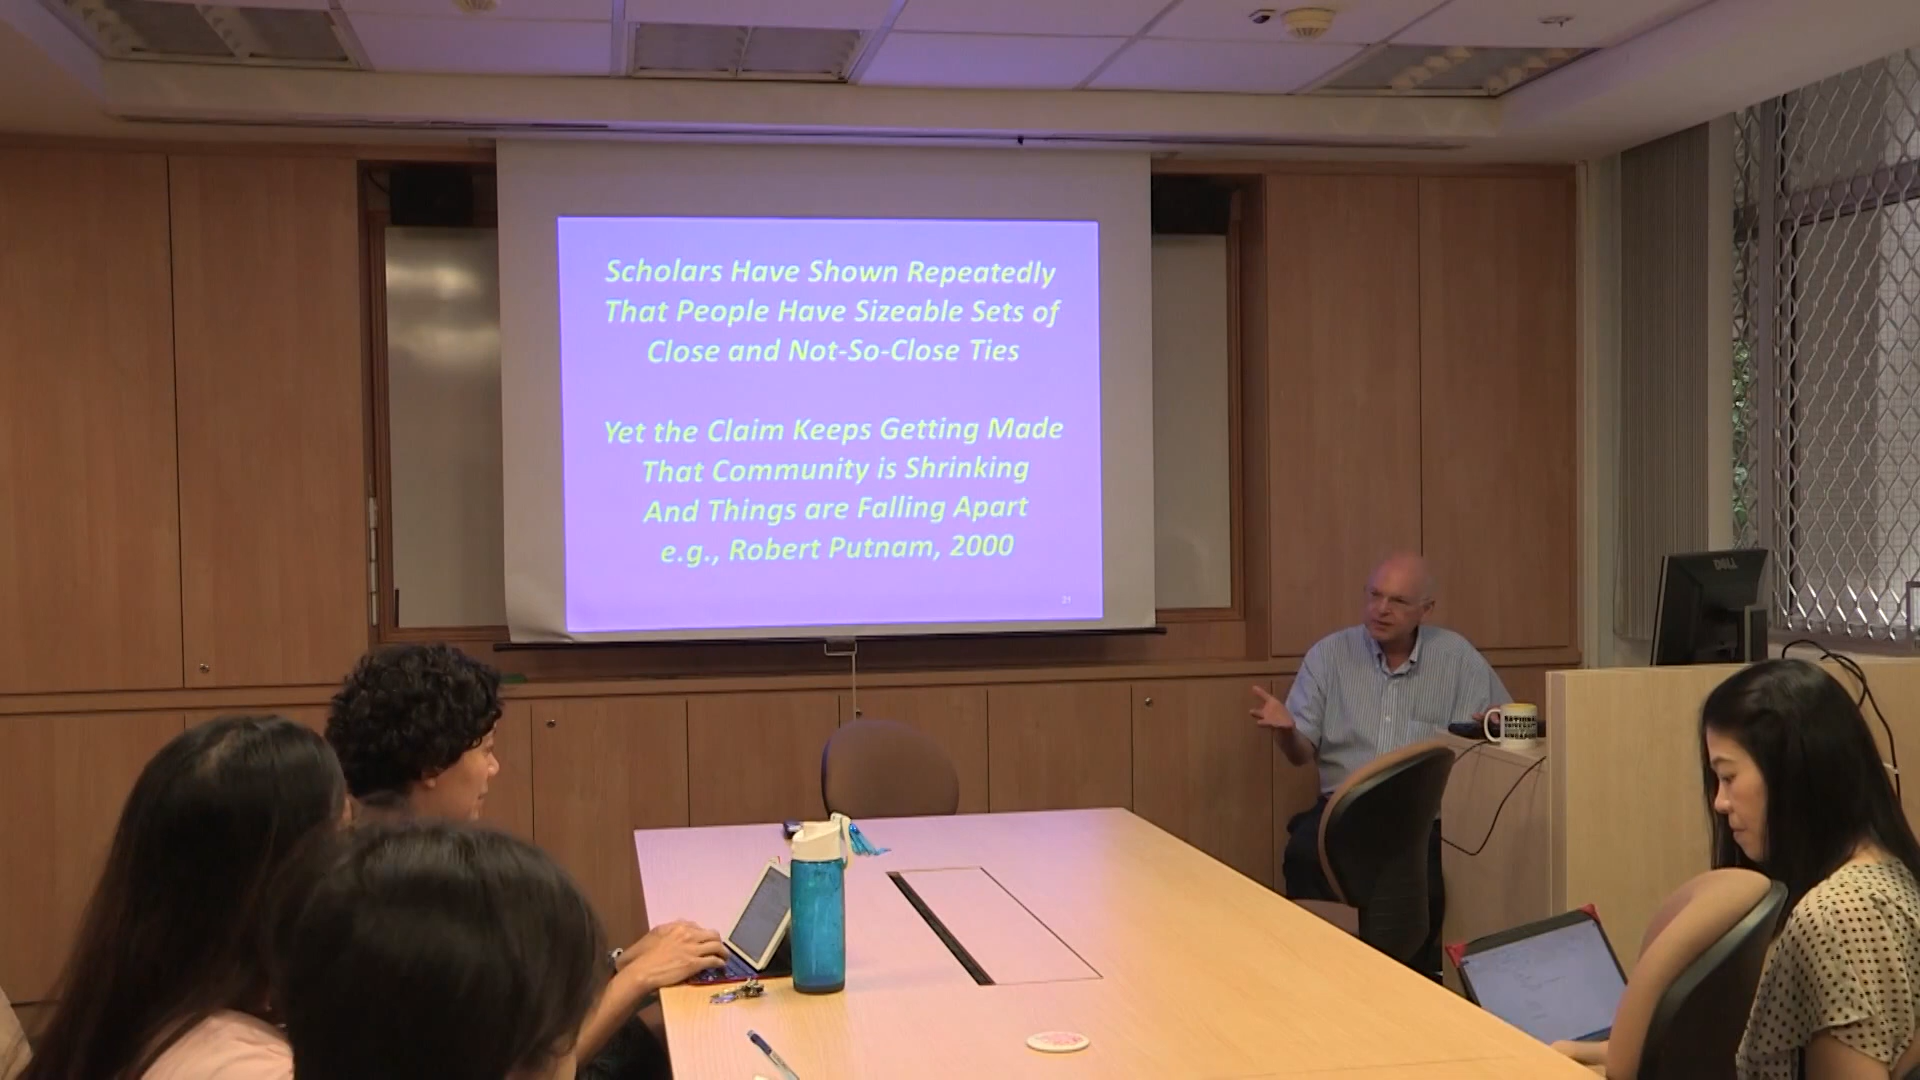 Scholars Have Shown Repeatedly
That People Have Sizeable Sets of
Close and Not-So-Close Ties
Yet the Claim Keeps Getting Made
That Community is Shrinking
And Things are Falling Apart
e.g., Robert Putnam, 2000
21
DELL